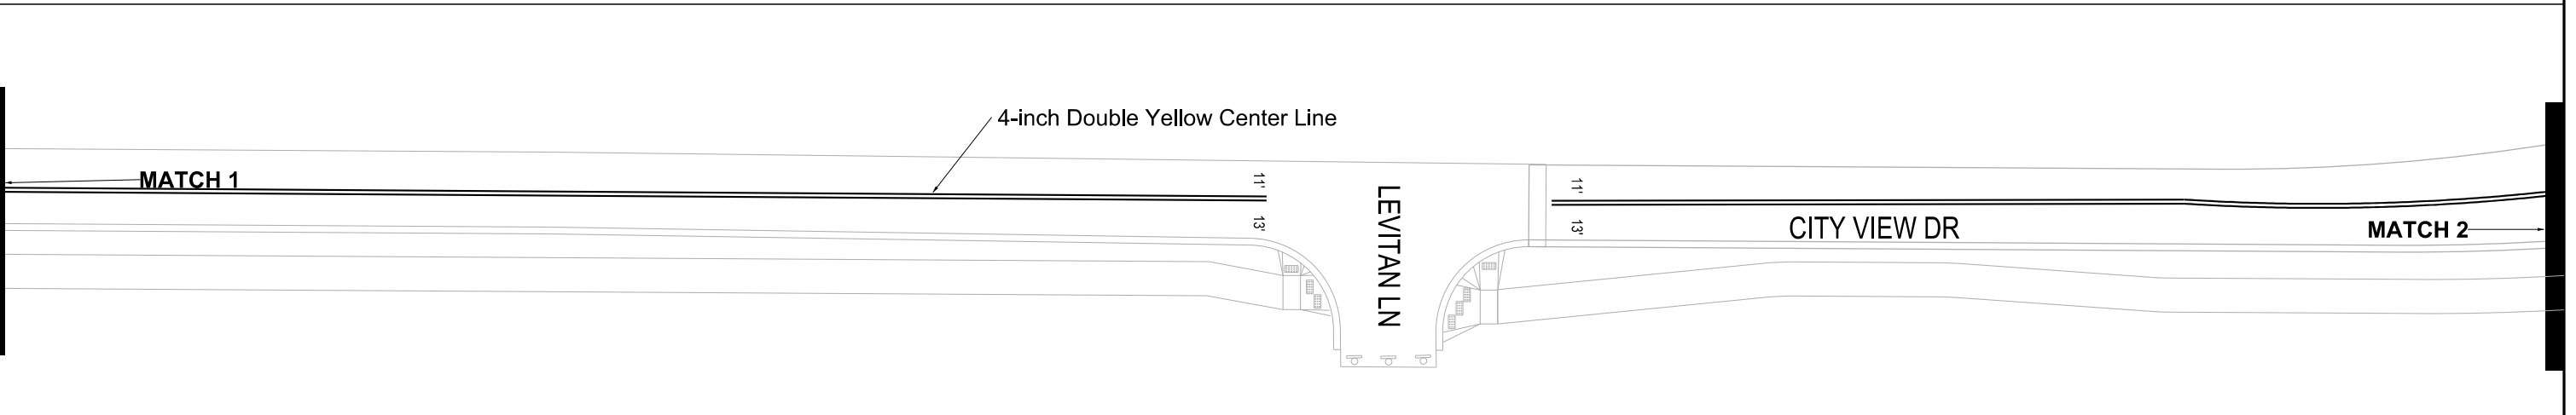 4-inch Double Yellow Center Line
MATCH 1
11'
13'
LEVITAN LN
11'
13'
CITY VIEW DR
MATCH 2